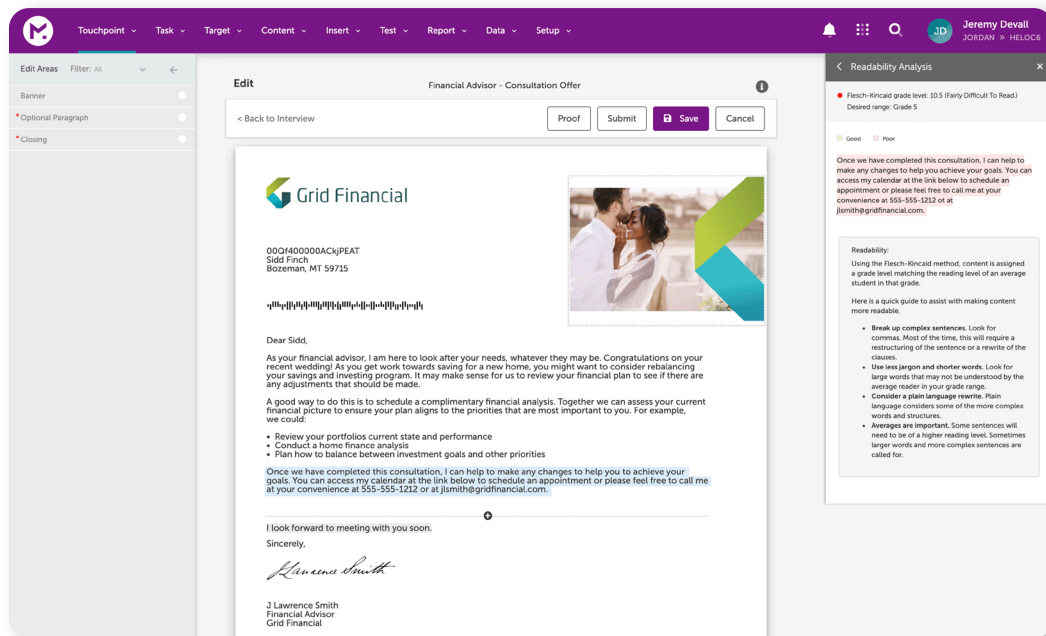 M.
Touchpoint Task Target Content Insert Test Report Data Setup
JD
Jeremy Devall
JORDAN » HELOC6
Edit Areas Filter: All
Banner
*Optional Paragraph
*Closing
Edit
Financial Advisor - Consultation Offer
< Back to Interview
Proof
Submit
Save
Cancel
Grid Financial
00Qf400000ACkjPEAT
Sidd Finch
Bozeman, MT 59715
Dear Sidd,
As your financial advisor, I am here to look after your needs, whatever they may be. Congratulations on your
recent wedding! As you get work towards saving for a new home, you might want to consider rebalancing
your savings and investing program. It may make sense for us to review your financial plan to see if there are
any adjustments that should be made.
A good way to do this is to schedule a complimentary financial analysis. Together we can assess your current
financial picture to ensure your plan aligns to the priorities that are most important to you. For example,
we could:
• Review your portfolios current state and performance
• Conduct a home finance analysis
• Plan how to balance between investment goals and other priorities
Once we have completed this consultation, I can help to make any changes to help you to achieve your
goals. You can access my calendar at the link below to schedule an appointment or please feel free to call me
at your convenience at 555-555-1212 or at jlsmith@gridfinancial.com.
I look forward to meeting with you soon.
Sincerely,
J Lawrence Smith
Financial Advisor
Grid Financial
Readability Analysis
Flesch-Kincaid grade level: 10.5 (Fairly Difficult To Read.)
Desired range: Grade 5
Good Poor
Once we have completed this consultation, I can help to
make any changes to help you achieve your goals. You can
access my calendar at the link below to schedule an
appointment or please feel free to call me at your
convenience at 555-555-1212 ot at
jlsmith@gridfinancial.com.
Readability:
Using the Flesch-Kincaid method, content is assigned
a grade level matching the reading level of an average
student in that grade.
Here is a quick guide to assist with making content
more readable.
• Break up complex sentences. Look for
commas. Most of the time, this will require a
restructuring of the sentence or a rewrite of the
clauses.
• Use less jargon and shorter words. Look for
large words that may not be understood by the
average reader in your grade range.
• Consider a plain language rewrite. Plain
language considers some of the more complex
words and structures.
• Averages are important. Some sentences will
need to be of a higher reading level. Sometimes
larger words and more complex sentences are
called for.